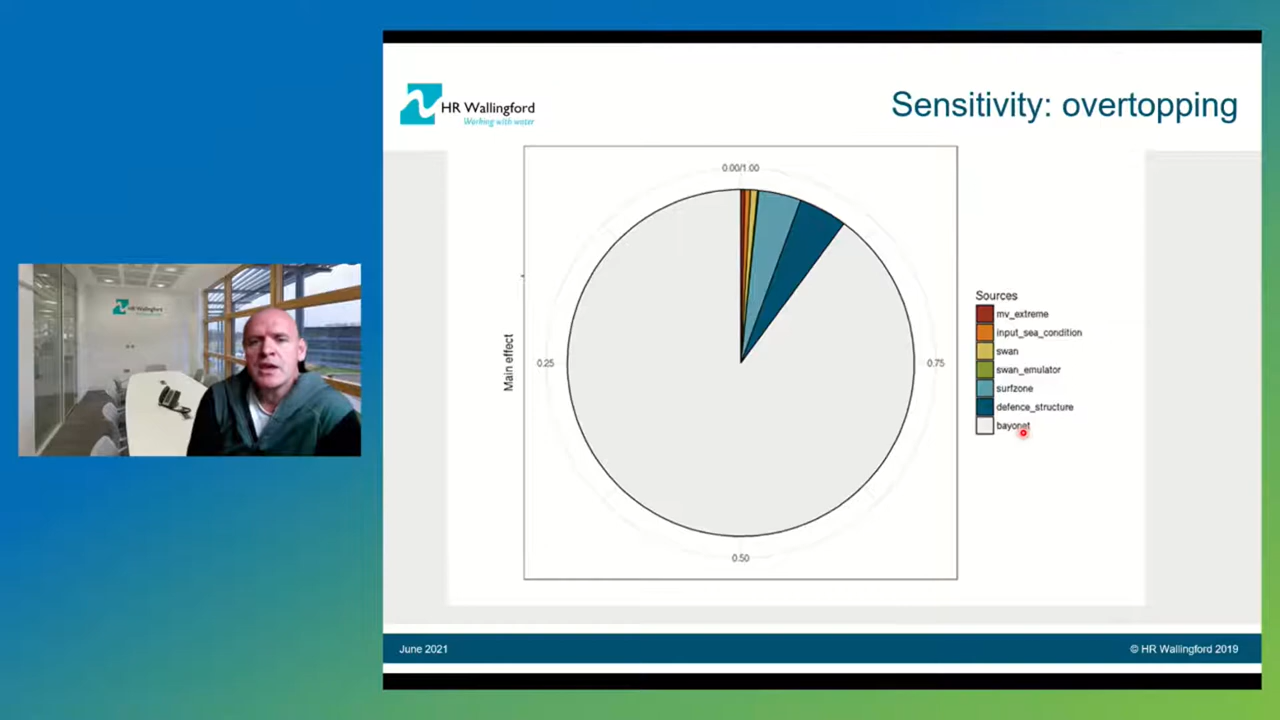 HR Wallingford
Working with water
Sensitivity: overtopping
0.00/1.00
Main effect
0.25
0.75
0.50
Sources
mv_extreme
input_sea_condition
swan
swan_emulator
surfzone
defence_structure
bayonet
HR Wallingford
June 2021
© HR Wallingford 2019